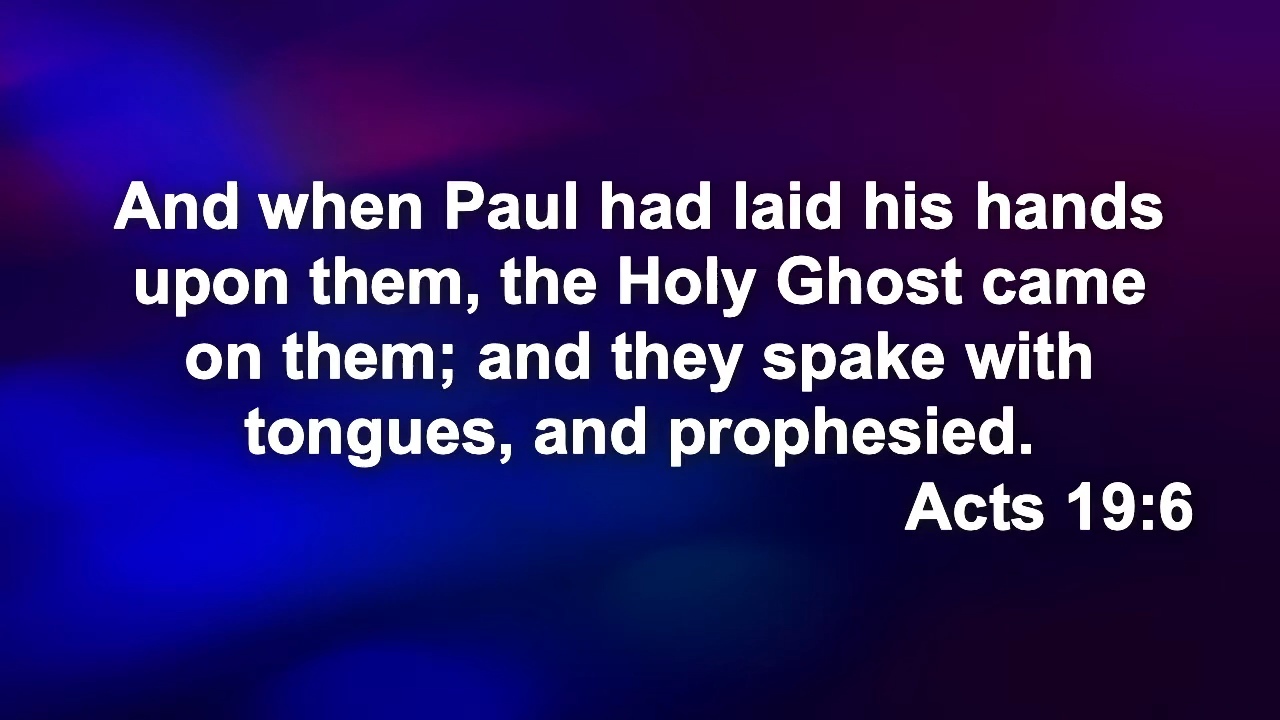 And when Paul had laid his hands
upon them, the Holy Ghost came
on them; and they spake with
tongues, and prophesied.
Acts 19:6